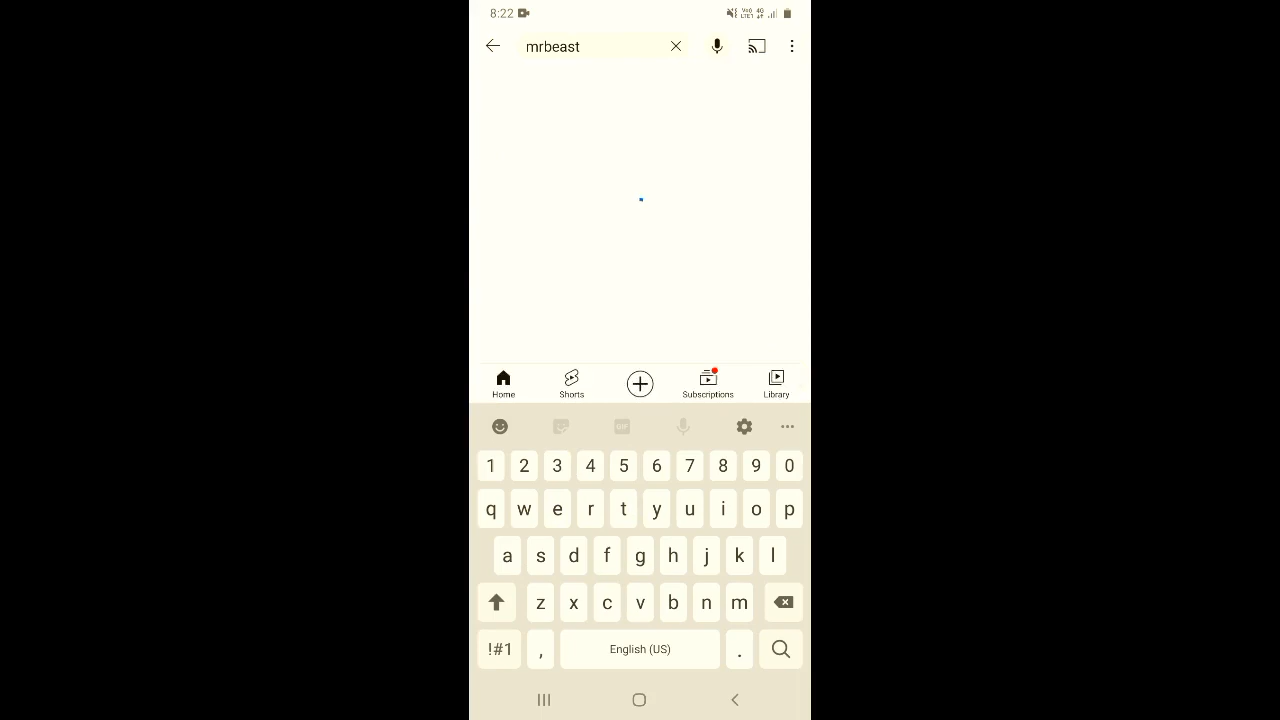 8:22
mrbeast
Home Shorts Subscriptions Library
GIF
1 2 3 4 5 6 7 8 9 0
q w e r t y u i o p
a s d f g h j k l
z x c v b n m
!#1 , English (US) .